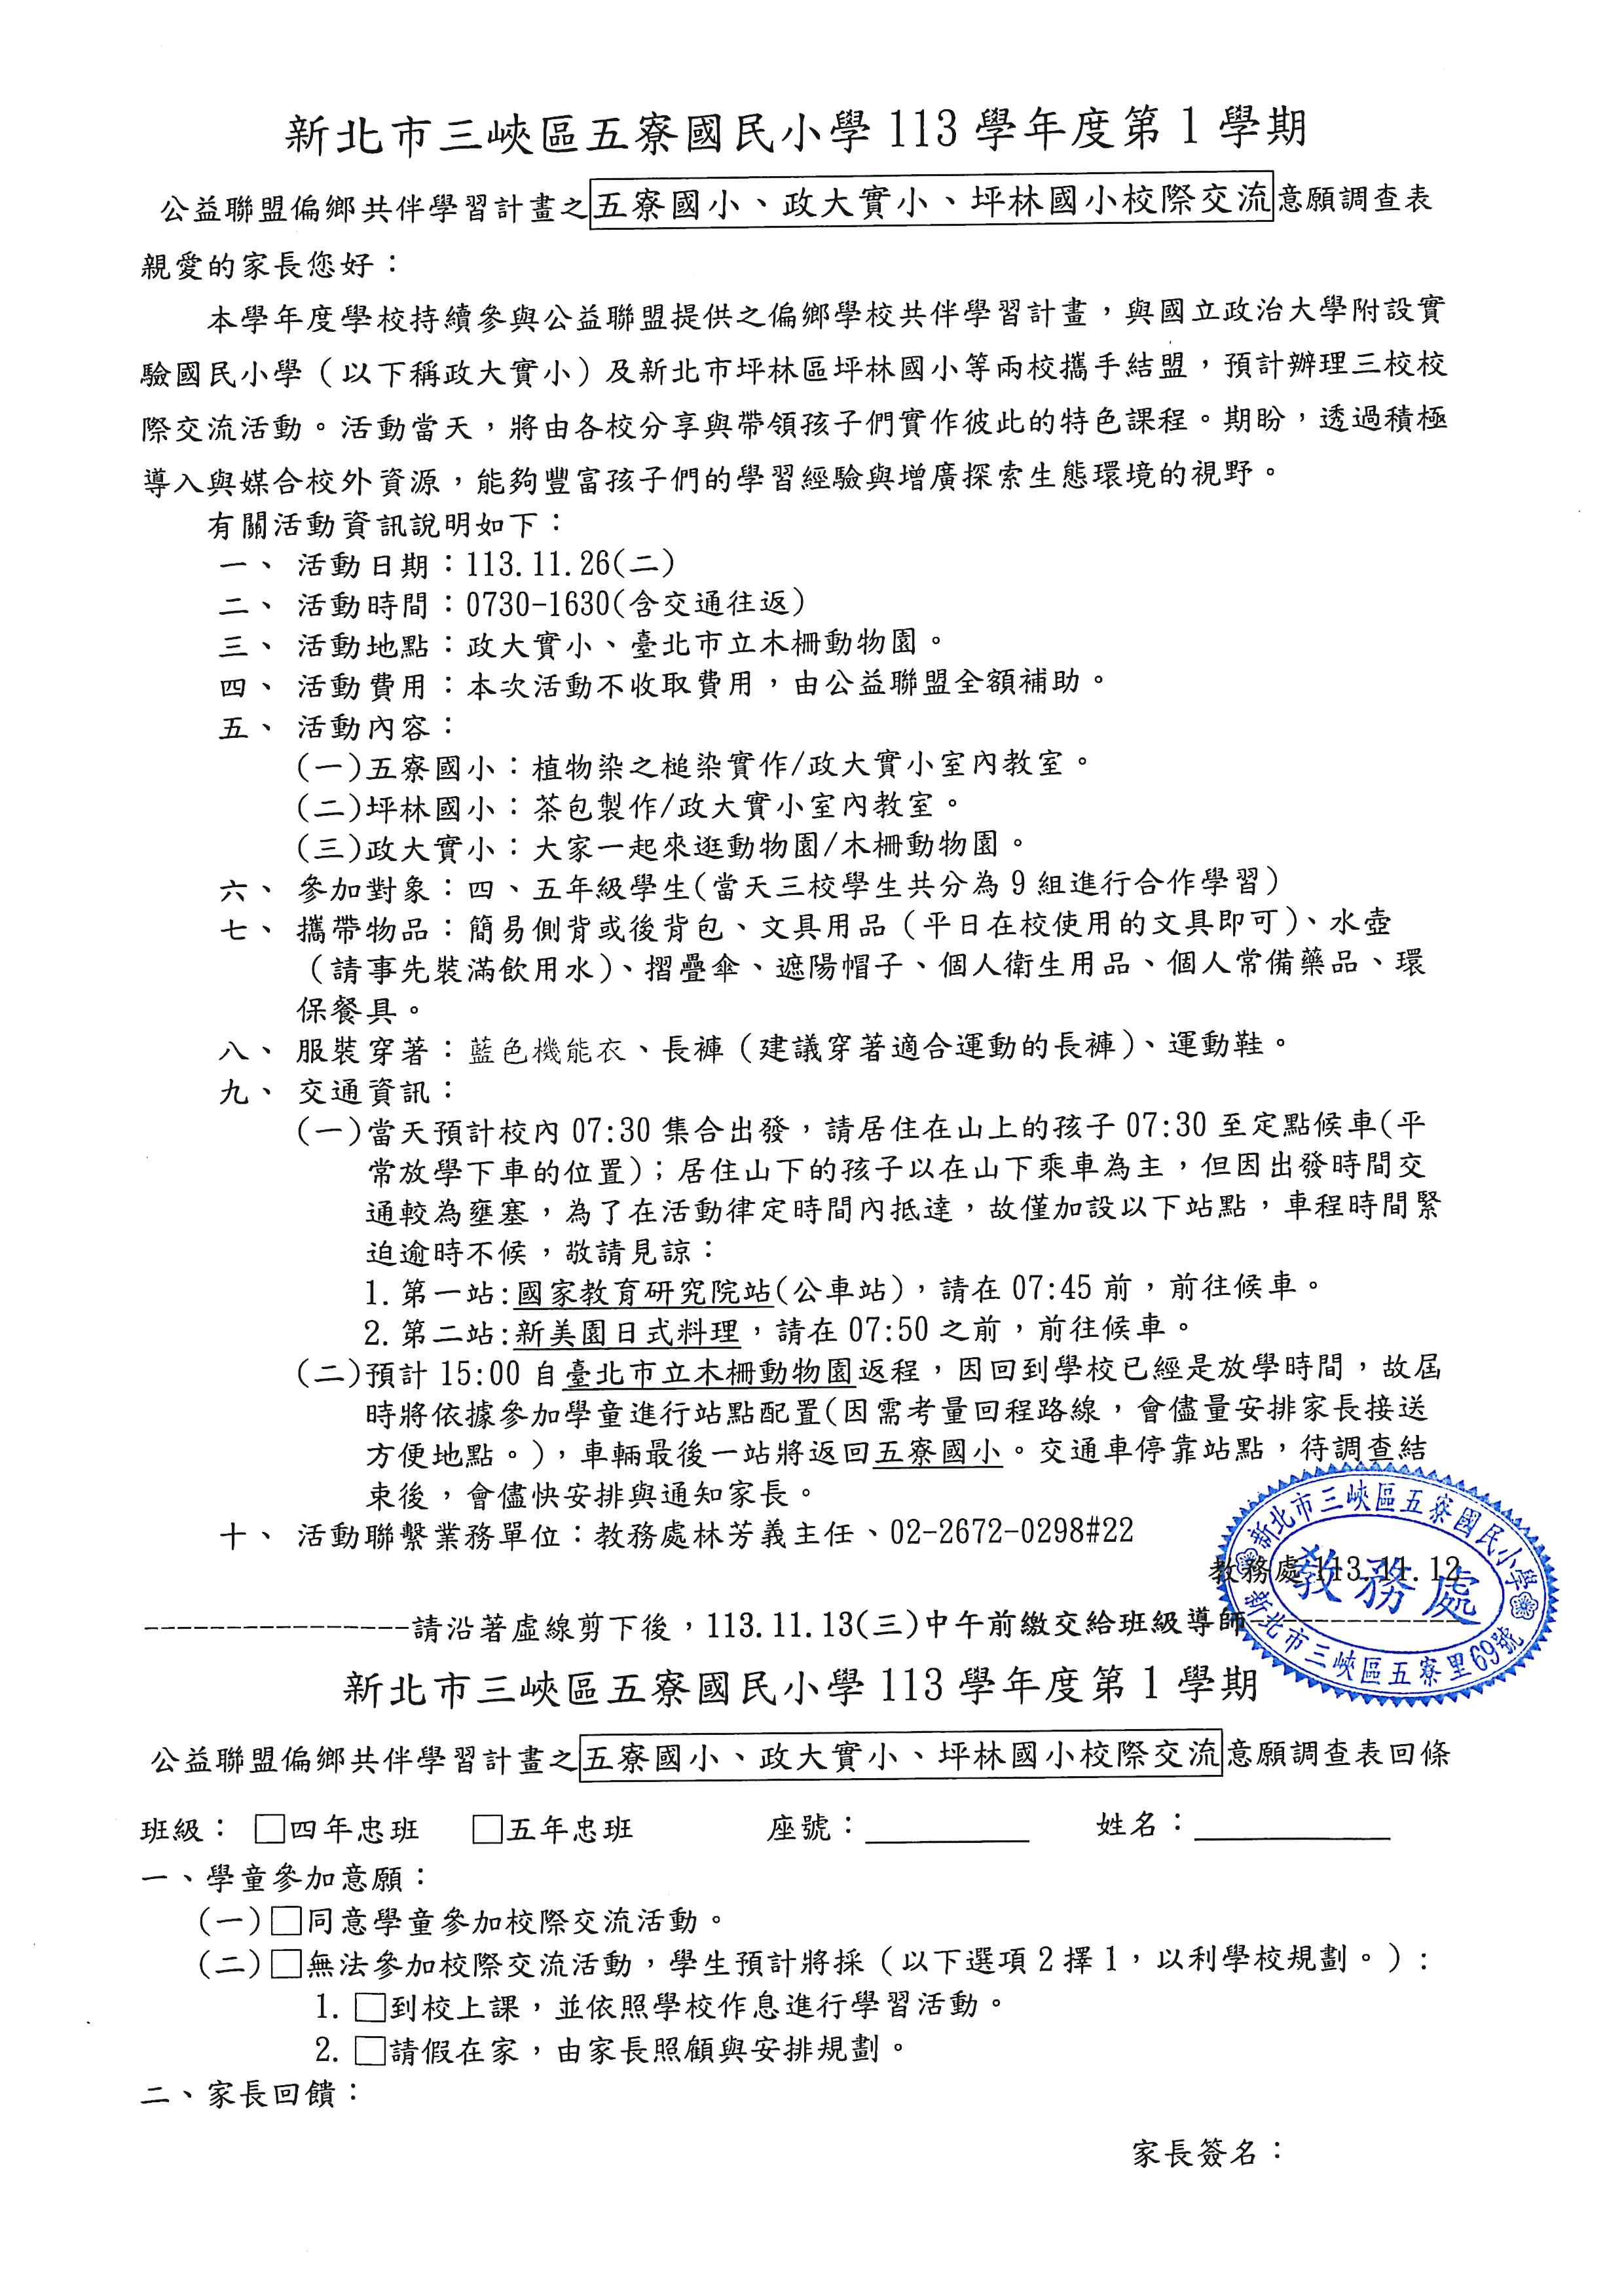 新北市三峽區五寮國民小學 113 學年度第 1 學期
公益聯盟偏鄉共伴學習計畫之五寮國小、政大實小、坪林國小校際交流意願調查表
親愛的家長您好：
本學年度學校持續參與公益聯盟提供之偏鄉學校共伴學習計畫，與國立政治大學附設實
驗國民小學（以下稱政大實小）及新北市坪林區坪林國小等兩校攜手結盟，預計辦理三校校
際交流活動。活動當天，將由各校分享與帶領孩子們實作彼此的特色課程。期盼，透過積極
導入與媒合校外資源，能夠豐富孩子們的學習經驗與增廣探索生態環境的視野。
有關活動資訊說明如下：
一、 活動日期：113.11.26(二)
二、 活動時間：0730-1630(含交通往返)
三、 活動地點：政大實小、臺北市立木柵動物園。
四、 活動費用：本次活動不收取費用，由公益聯盟全額補助。
五、 活動內容：
(一)五寮國小：植物染之槌染實作/政大實小室內教室。
(二)坪林國小：茶包製作/政大實小室內教室。
(三)政大實小：大家一起來逛動物園/木柵動物園。
六、 參加對象：四、五年級學生(當天三校學生共分為 9 組進行合作學習)
七、 攜帶物品：簡易側背或後背包、文具用品（平日在校使用的文具即可)、水壺
（請事先裝滿飲用水)、摺疊傘、遮陽帽子、個人衛生用品、個人常備藥品、環
保餐具。
八、 服裝穿著：藍色機能衣、長褲（建議穿著適合運動的長褲)、運動鞋。
九、 交通資訊：
(一)當天預計校內 07:30 集合出發，請居住在山上的孩子 07:30 至定點候車(平
常放學下車的位置)；居住山下的孩子以在山下乘車為主，但因出發時間交
通較為壅塞，為了在活動律定時間內抵達，故僅加設以下站點，車程時間緊
迫逾時不候，敬請見諒：
1. 第一站:國家教育研究院站(公車站)，請在 07:45 前，前往候車。
2. 第二站:新美園日式料理，請在 07:50 之前，前往候車。
(二)預計 15:00 自臺北市立木柵動物園返程，因回到學校已經是放學時間，故屆
時將依據參加學童進行站點配置(因需考量回程路線，會儘量安排家長接送
方便地點。)，車輛最後一站將返回五寮國小。交通車停靠站點，待調查結
束後，會儘快安排與通知家長。
十、 活動聯繫業務單位：教務處林芳義主任、02-2672-0298#22
新北市三峽區五寮國民小學
教務處 113.11.12
教務處
新北市三峽區五寮里69號
----------------請沿著虛線剪下後，113.11.13(三)中午前繳交給班級導師-------------
新北市三峽區五寮國民小學 113 學年度第 1 學期
公益聯盟偏鄉共伴學習計畫之五寮國小、政大實小、坪林國小校際交流意願調查表回條
班級： □四年忠班 □五年忠班 座號：__________ 姓名：____________
一、學童參加意願：
(一)□同意學童參加校際交流活動。
(二)□無法參加校際交流活動，學生預計將採（以下選項 2 擇 1，以利學校規劃。):
1. □到校上課，並依照學校作息進行學習活動。
2. □請假在家，由家長照顧與安排規劃。
二、家長回饋：
家長簽名：